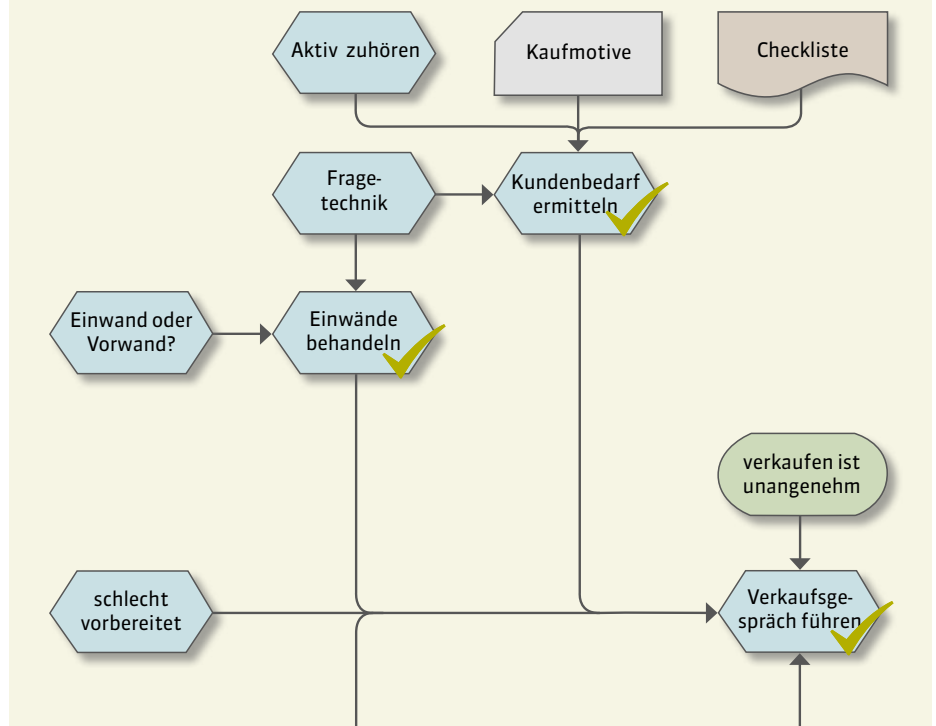 Aktiv zuhören
Kaufmotive
Checkliste
Frage-
technik
Kundenbedarf
ermitteln
Einwand oder
Vorwand?
Einwände
behandeln
verkaufen ist
unangenehm
schlecht
vorbereitet
Verkaufsge-
spräch führen